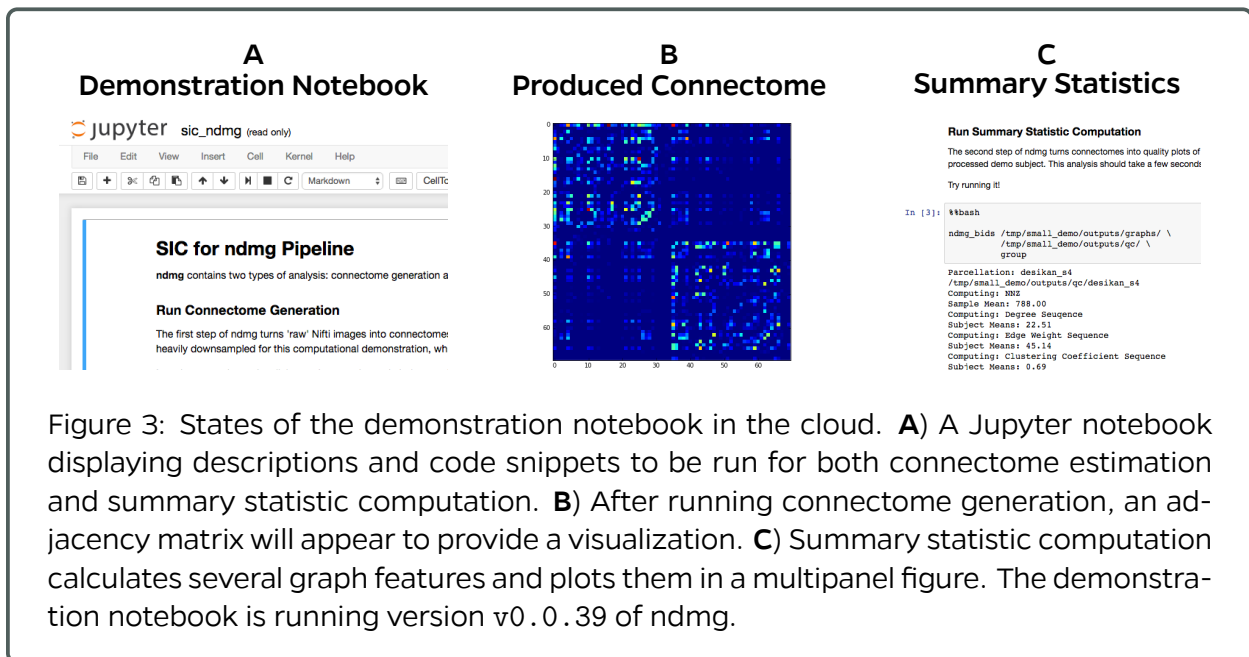 A
Demonstration Notebook
jupyter sic_ndmg (read only)
File Edit View Insert Cell Kernel Help
Markdown CellTo
SIC for ndmg Pipeline
ndmg contains two types of analysis: connectome generation a
Run Connectome Generation
The first step of ndmg turns 'raw' Nifti images into connectomes
heavily downsampled for this computational demonstration, wh
B
Produced Connectome
0
10
20
30
40
50
60
0 10 20 30 40 50 60
C
Summary Statistics
Run Summary Statistic Computation
The second step of ndmg turns connectomes into quality plots of
processed demo subject. This analysis should take a few seconds
Try running it!
In [3]: %%bash
ndmg_bids /tmp/small_demo/outputs/graphs/ \
/tmp/small_demo/outputs/qc/ \
group
Parcellation: desikan_s4
/tmp/small_demo/outputs/qc/desikan_s4
Computing: NNZ
Sample Mean: 788.00
Computing: Degree Seuqence
Subject Means: 22.51
Computing: Edge Weight Sequence
Subject Means: 45.14
Computing: Clustering Coefficient Sequence
Subject Means: 0.69
Figure 3: States of the demonstration notebook in the cloud. A) A Jupyter notebook
displaying descriptions and code snippets to be run for both connectome estimation
and summary statistic computation. B) After running connectome generation, an ad-
jacency matrix will appear to provide a visualization. C) Summary statistic computation
calculates several graph features and plots them in a multipanel figure. The demonstra-
tion notebook is running version v0.0.39 of ndmg.